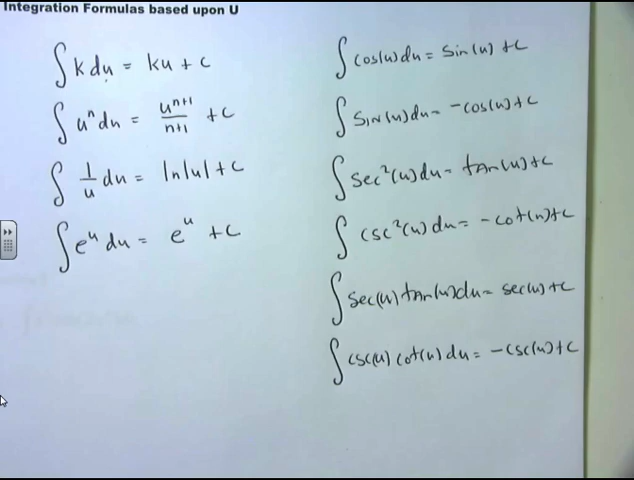 Integration Formulas based upon U
∫ k du = ku + c
∫ uⁿ du = uⁿ⁺¹/n+1 + c
∫ 1/u du = ln|u| + c
∫ eᵘ du = eᵘ + c
∫ cos(u) du = sin(u) + c
∫ sin(u) du = -cos(u) + c
∫ sec²(u) du = tan(u) + c
∫ csc²(u) du = -cot(u) + c
∫ sec(u) tan(u) du = sec(u) + c
∫ csc(u) cot(u) du = -csc(u) + c